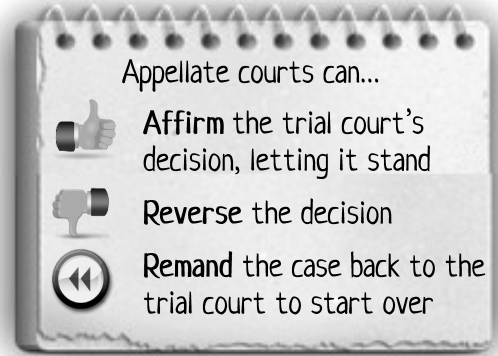 Appellate courts can...
Affirm the trial court's
decision, letting it stand
Reverse the decision
Remand the case back to the
trial court to start over